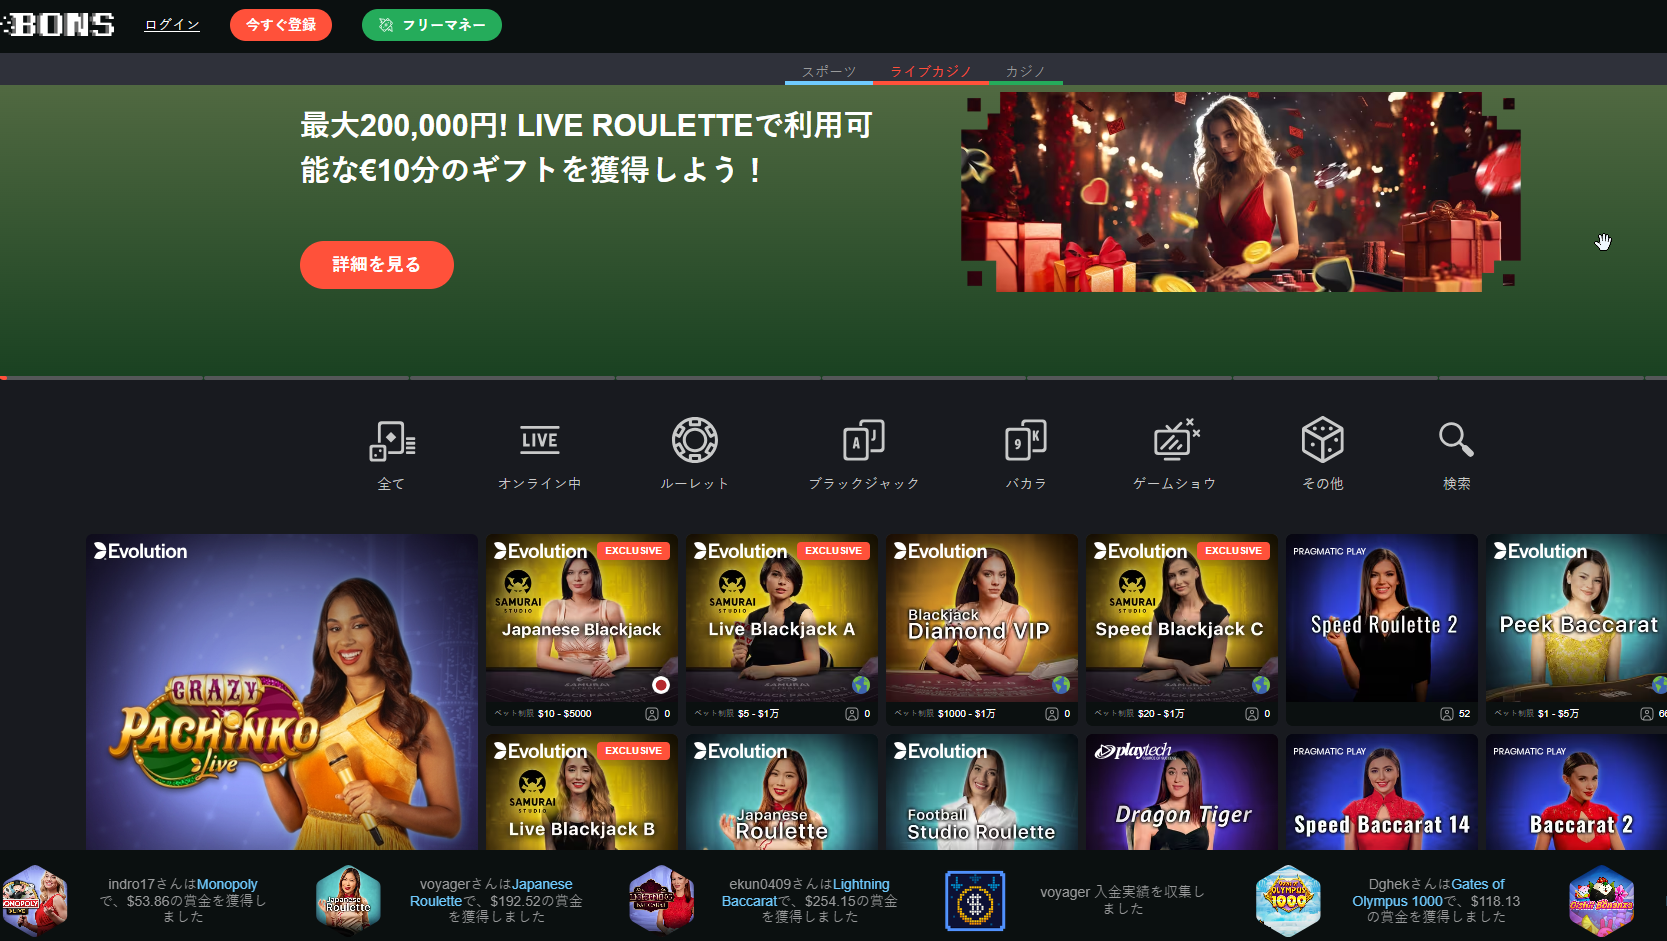 BONS
ログイン
今すぐ登録
フリーマネー
スポーツ
ライブカジノ
カジノ
最大200,000円! LIVE ROULETTEで利用可
能な€10分のギフトを獲得しよう！
詳細を見る
全て
LIVE
オンライン中
ルーレット
A J
ブラックジャック
9 K
バカラ
ゲームショウ
その他
検索
Evolution
CRAZY
PACHINKO
Live
Evolution
EXCLUSIVE
SAMURAI
STUDIO
Japanese Blackjack
ベット制限 $10 - $5000
0
Evolution
EXCLUSIVE
SAMURAI
STUDIO
Live Blackjack A
ベット制限 $5 - $1万
0
Evolution
Blackjack
Diamond VIP
ベット制限 $1000 - $1万
0
Evolution
EXCLUSIVE
SAMURAI
STUDIO
Speed Blackjack C
ベット制限 $20 - $1万
0
PRAGMATIC PLAY
Speed Roulette 2
52
Evolution
Peek Baccarat
ベット制限 $1 - $5万
Evolution
EXCLUSIVE
SAMURAI
STUDIO
Live Blackjack B
Evolution
Japanese
Roulette
Evolution
Football
Studio Roulette
playtech
SOURCE OF SUCCESS
Dragon Tiger
PRAGMATIC PLAY
Speed Baccarat 14
PRAGMATIC PLAY
Baccarat 2
indro17さんはMonopoly
で、$53.86の賞金を獲得し
ました
Japanese
Roulette
voyagerさんはJapanese
Rouletteで、$192.52の賞金
を獲得しました
ekun0409さんはLightning
Baccaratで、$254.15の賞金
を獲得しました
voyager 入金実績を収集し
ました
OLYMPUS
1000
DghekさんはGates of
Olympus 1000で、$118.13
の賞金を獲得しました